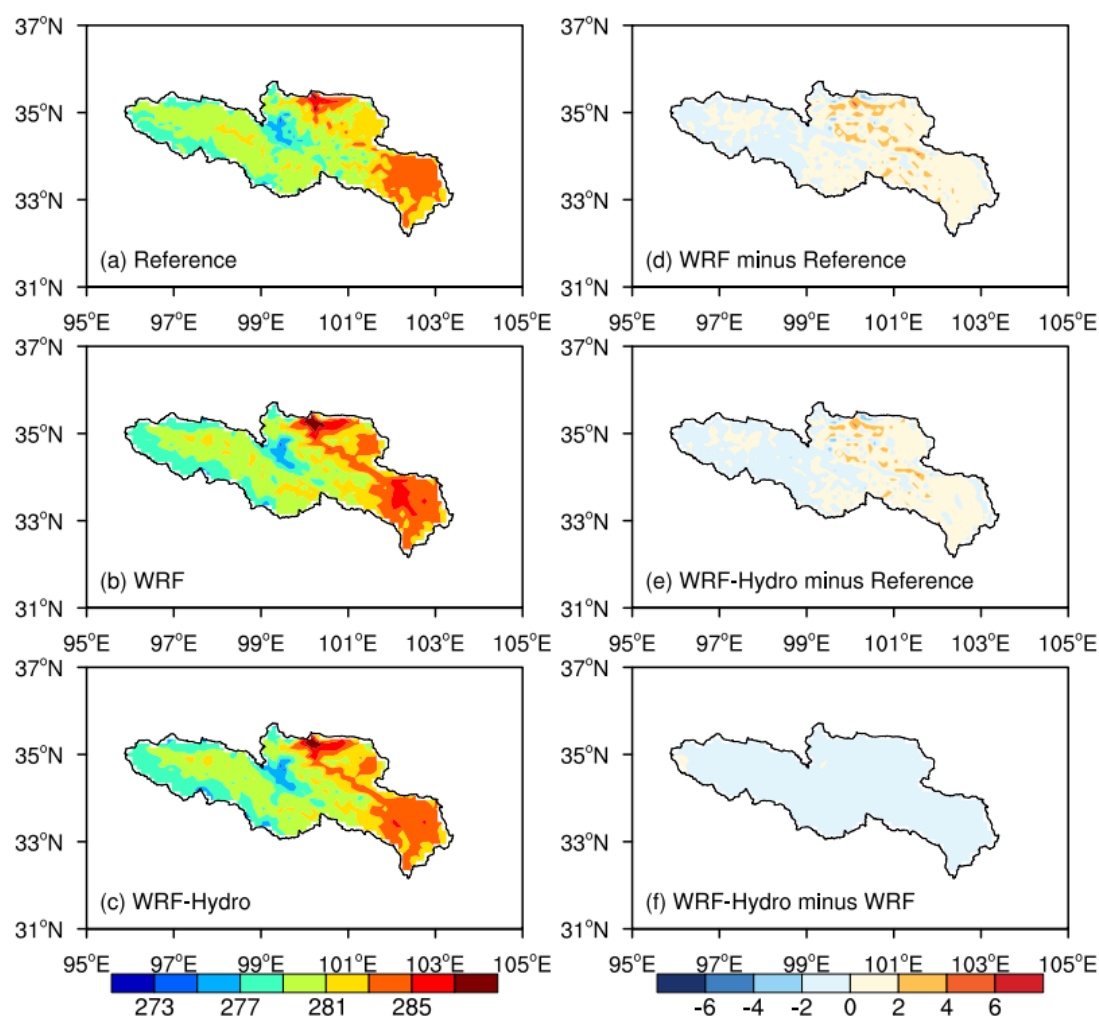 37°N
35°N
33°N
(a) Reference
31°N
95°E 97°E 99°E 101°E 103°E 105°E
37°N
35°N
33°N
(d) WRF minus Reference
31°N
95°E 97°E 99°E 101°E 103°E 105°E
37°N
35°N
33°N
(b) WRF
31°N
95°E 97°E 99°E 101°E 103°E 105°E
37°N
35°N
33°N
(e) WRF-Hydro minus Reference
31°N
95°E 97°E 99°E 101°E 103°E 105°E
37°N
35°N
33°N
(c) WRF-Hydro
31°N
95°E 97°E 99°E 101°E 103°E 105°E
273 277 281 285
37°N
35°N
33°N
(f) WRF-Hydro minus WRF
31°N
95°E 97°E 99°E 101°E 103°E 105°E
-6 -4 -2 0 2 4 6